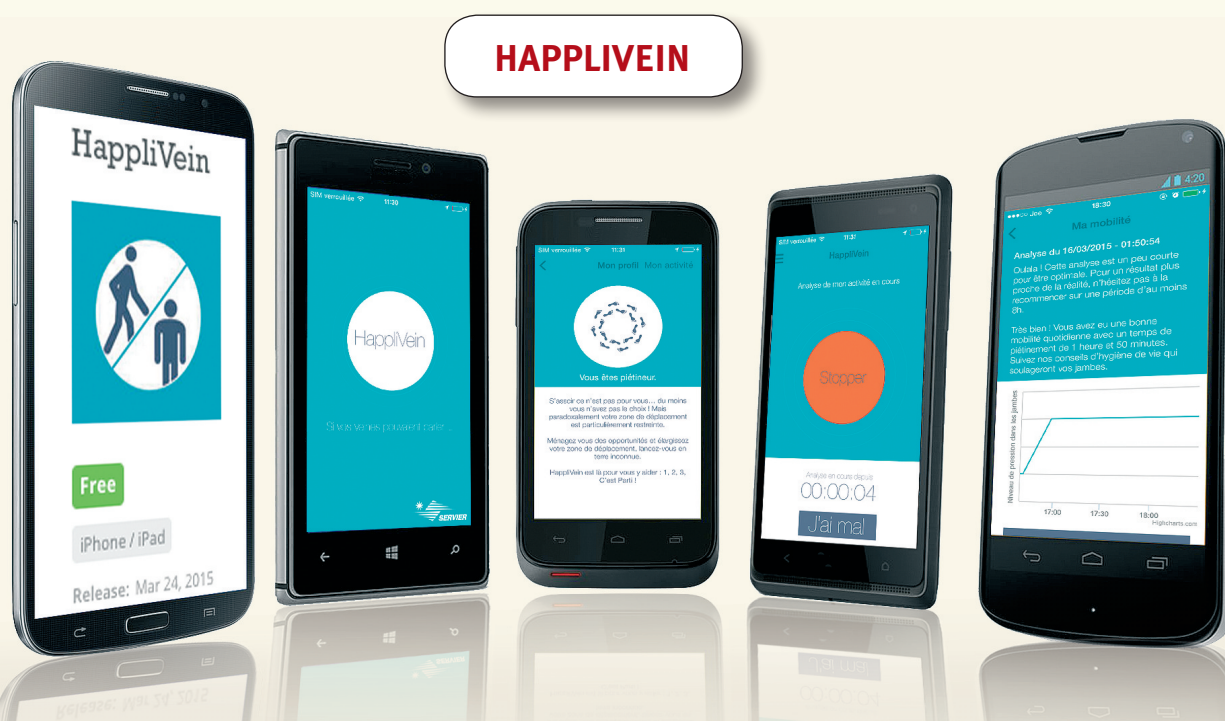 HAPPLIVEIN
HappliVein
Free
iPhone / iPad
Release: Mar 24, 2015
SIM verrouillée
11:30
HappliVein
Si vos veines pouvaient parler ...
SERVIER
SIM verrouillée
11:31
Mon profil Mon activité
Vous êtes piétineur.
S'assoir ce n'est pas pour vous... du moins
vous n'avez pas le choix ! Mais
paradoxalement votre zone de déplacement
est particulièrement restreinte.
Ménagez vous des opportunités et élargissez
votre zone de déplacement, lancez-vous en
terre inconnue.
HappliVein est là pour vous y aider : 1, 2, 3,
C'est Parti !
SIM verrouillée
11:31
HappliVein
Analyse de mon activité en cours
Stopper
Analyse en cours depuis
00:00:04
J'ai mal
4:20
18:30
Ma mobilité
Analyse du 16/03/2015 - 01:50:54
Oulala ! Cette analyse est un peu courte
pour être optimale. Pour un résultat plus
proche de la réalité, n'hésitez pas à la
recommencer sur une période d'au moins
8h.
Très bien ! Vous avez eu une bonne
mobilité quotidienne avec un temps de
piétinement de 1 heure et 50 minutes.
Suivez nos conseils d'hygiène de vie qui
soulageront vos jambes.
Niveau de pression dans les jambes
17:00 17:30 18:00
Highcharts.com